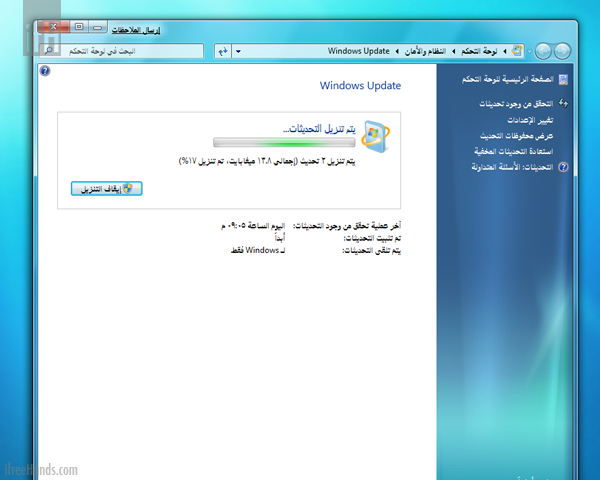 إرسال الملاحظات
لوحة التحكم ◂ النظام والأمان ◂ Windows Update
البحث في لوحة التحكم
الصفحة الرئيسية للوحة التحكم
التحقق من وجود تحديثات
تغيير الإعدادات
عرض محفوظات التحديث
استعادة التحديثات المخفية
التحديثات: الأسئلة المتداولة
Windows Update
يتم تنزيل التحديثات...
يتم تنزيل ٢ تحديث (إجمالي ١٣.٨ ميغابايت، تم تنزيل ١٧%)
إيقاف التنزيل
آخر عملية تحقق من وجود التحديثات: اليوم الساعة ٠٩:٠٥ م
تم تثبيت التحديثات: أبداً
يتم تلقي التحديثات: لـ Windows فقط
ifreeHands.com